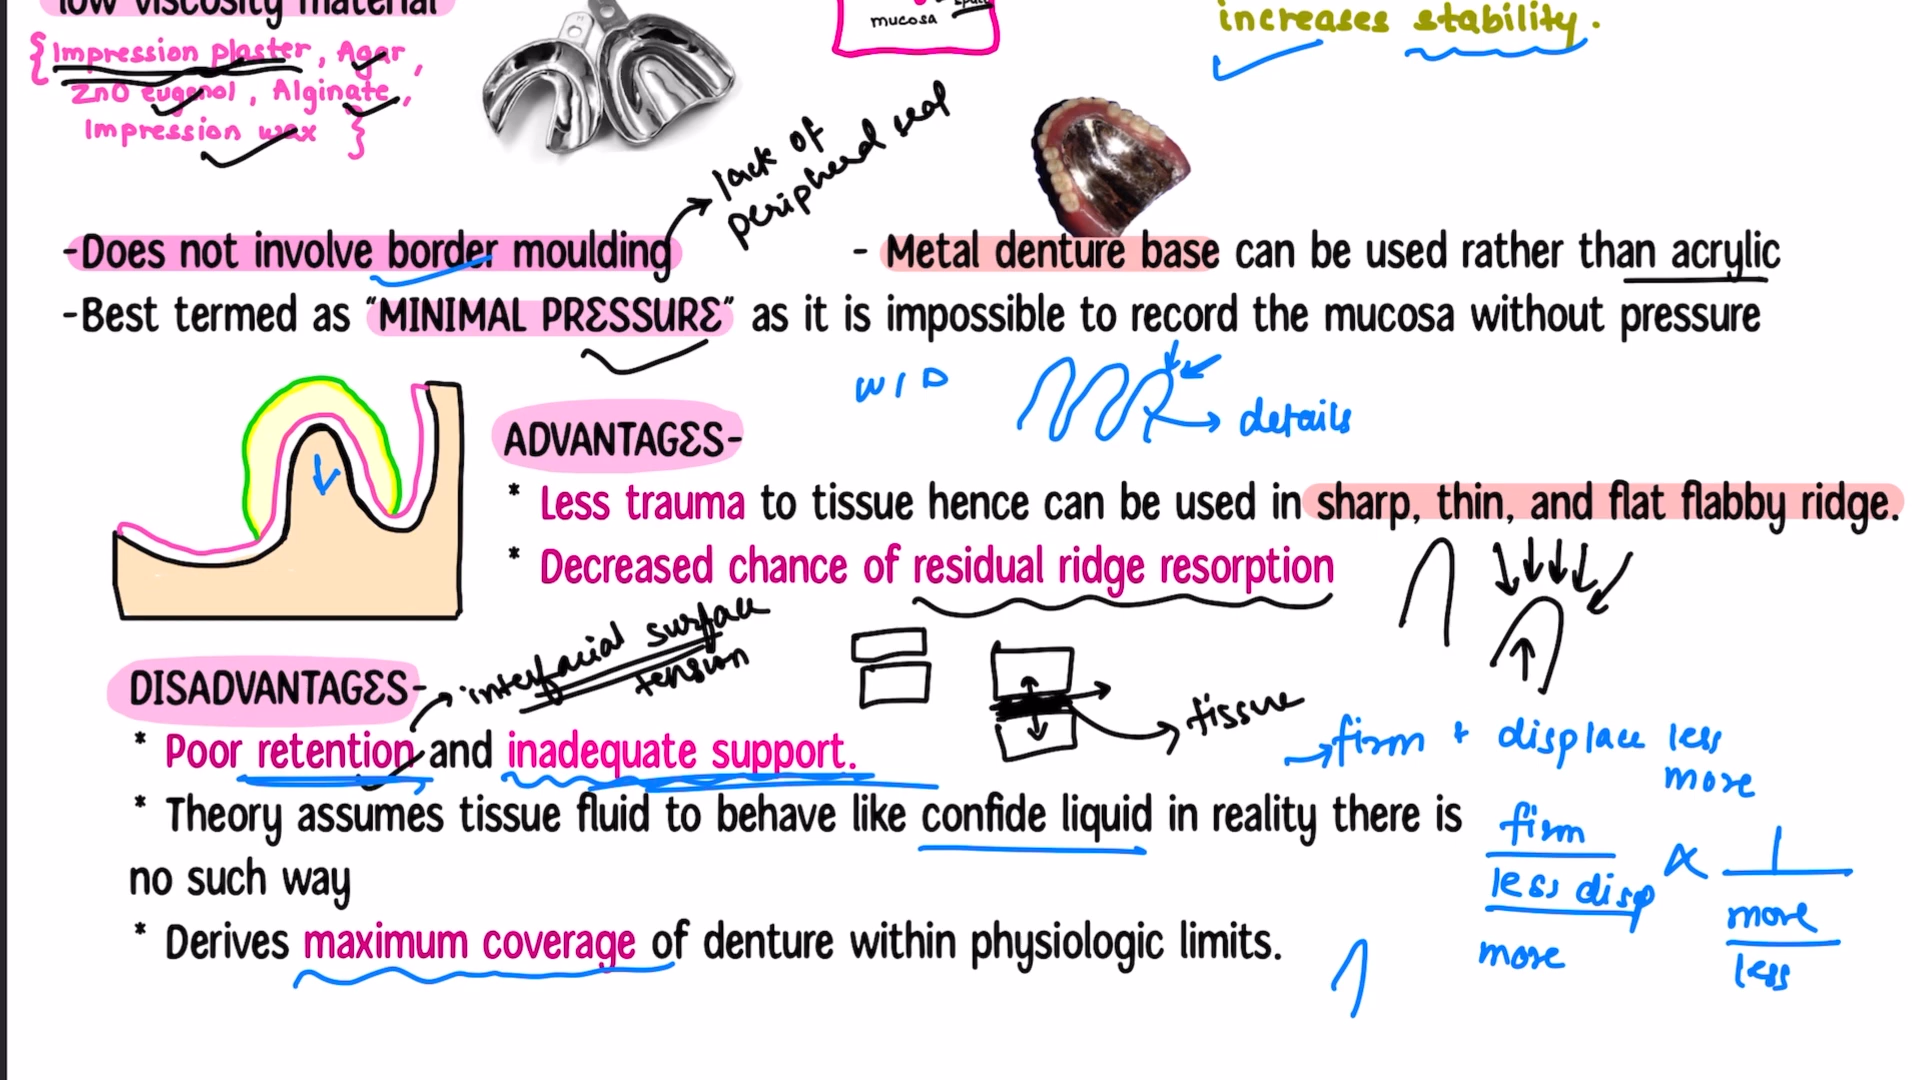 low viscosity material
{Impression plaster, Agar,
ZnO eugenol, Alginate,
Impression wax }
mucosa
increases stability.
lack of
peripheral seal
-Does not involve border moulding
- Metal denture base can be used rather than acrylic
-Best termed as "MINIMAL PRESSURE" as it is impossible to record the mucosa without pressure
W/D
details
ADVANTAGES-
* Less trauma to tissue hence can be used in sharp, thin, and flat flabby ridge.
* Decreased chance of residual ridge resorption
interfacial surface
tension
DISADVANTAGES-
tissue
firm + displace less
more
* Poor retention and inadequate support.
* Theory assumes tissue fluid to behave like confide liquid in reality there is
no such way
* Derives maximum coverage of denture within physiologic limits.
firm
less disp ∝ 1
more
more
less